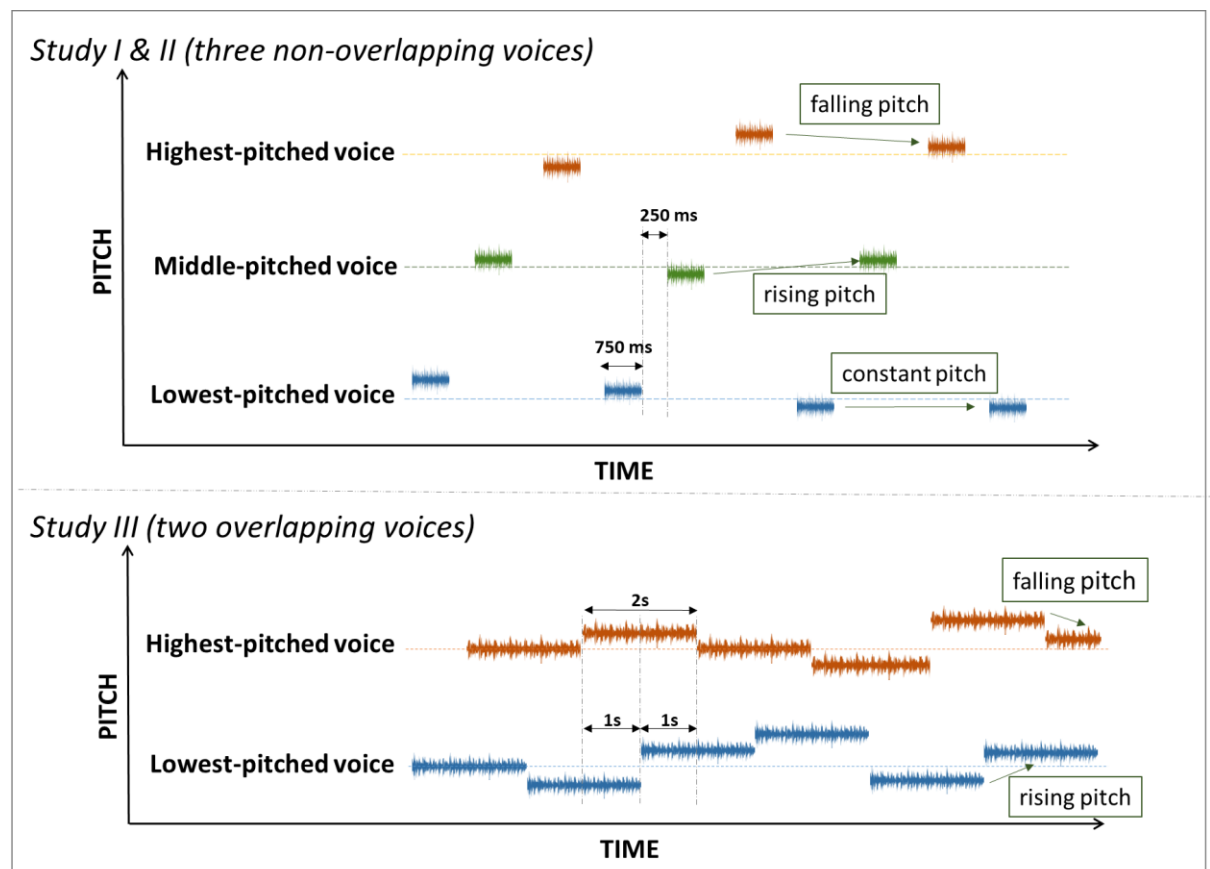 Study I & II (three non-overlapping voices)
falling pitch
Highest-pitched voice
250 ms
Middle-pitched voice
rising pitch
PITCH
750 ms
constant pitch
Lowest-pitched voice
TIME
Study III (two overlapping voices)
falling pitch
2s
Highest-pitched voice
PITCH
1s 1s
Lowest-pitched voice
rising pitch
TIME